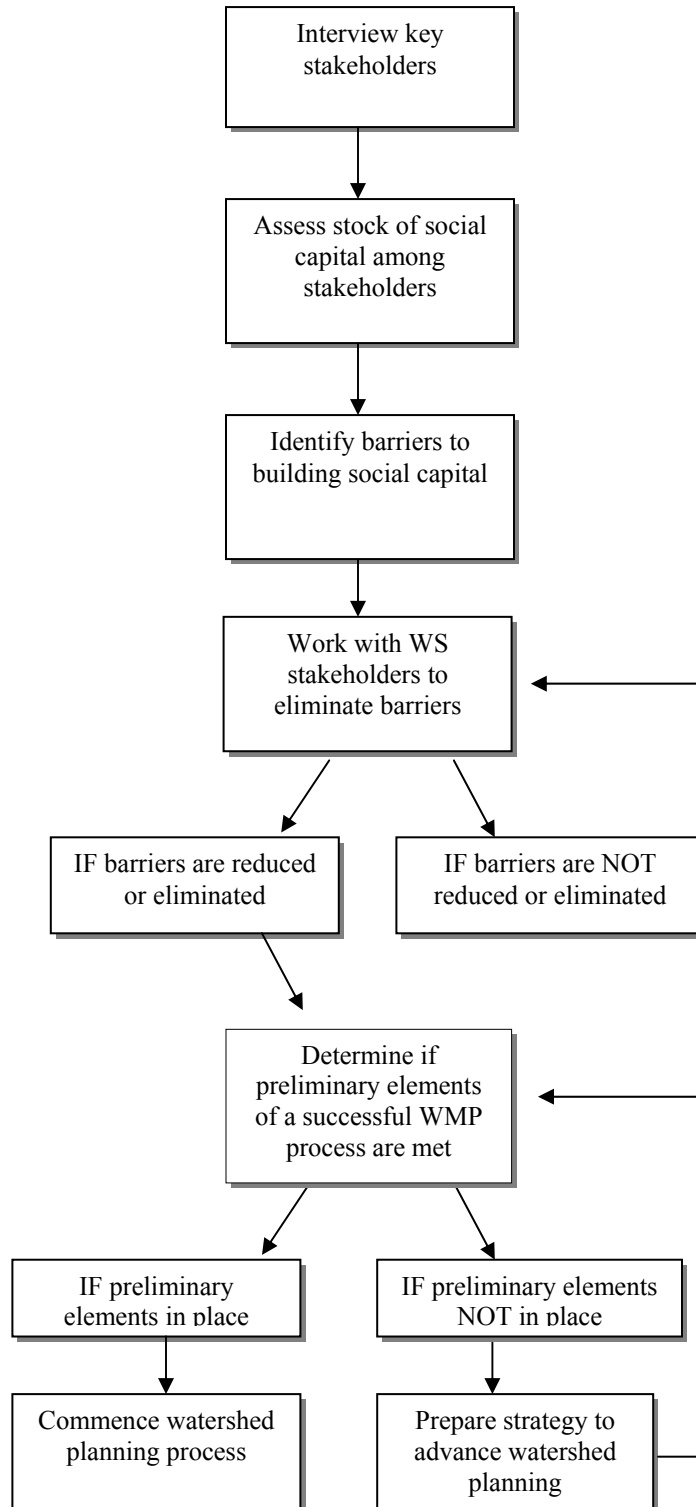 Interview key
stakeholders
Assess stock of social
capital among
stakeholders
Identify barriers to
building social capital
Work with WS
stakeholders to
eliminate barriers
IF barriers are reduced
or eliminated
IF barriers are NOT
reduced or eliminated
Determine if
preliminary elements
of a successful WMP
process are met
IF preliminary
elements in place
IF preliminary elements
NOT in place
Commence watershed
planning process
Prepare strategy to
advance watershed
planning